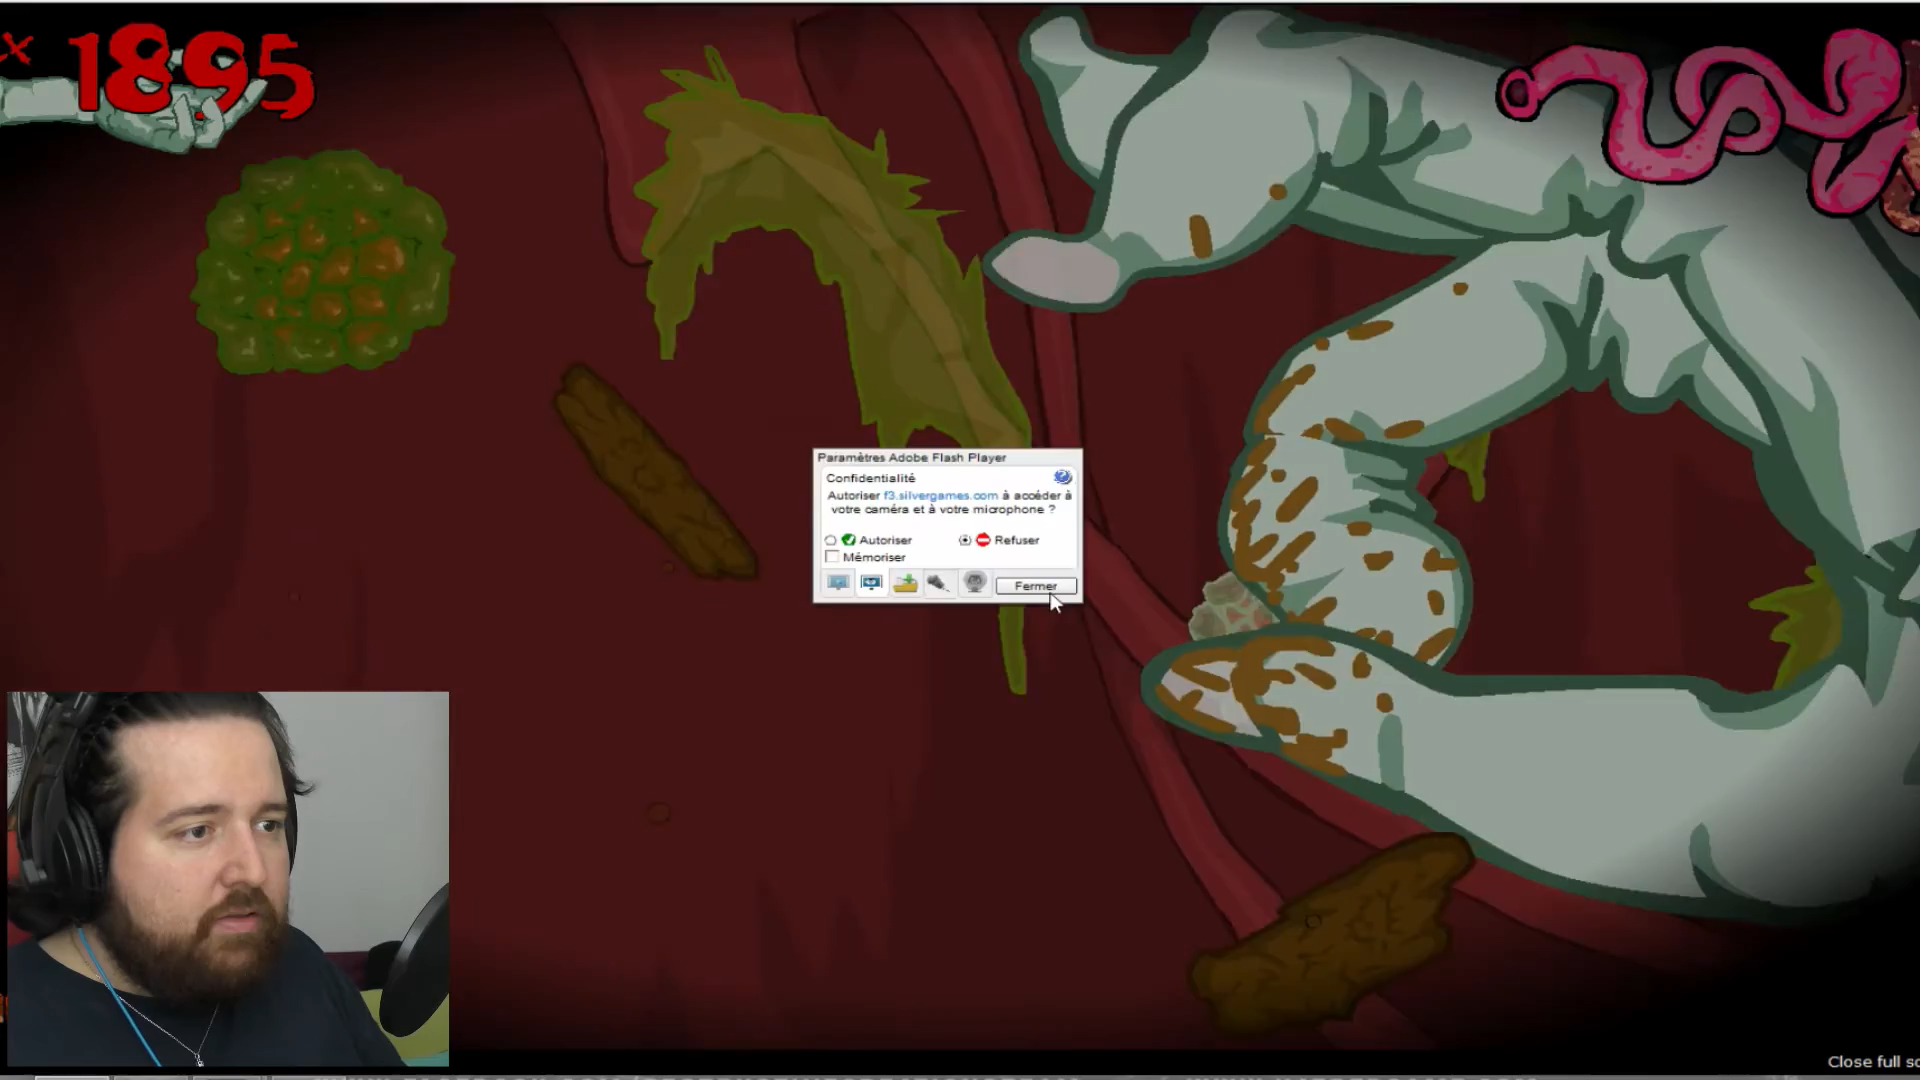 × 1895
Paramètres Adobe Flash Player
Confidentialité
Autoriser f3.silvergames.com à accéder à
votre caméra et à votre microphone ?
Autoriser
Refuser
Mémoriser
Fermer
Close full sc